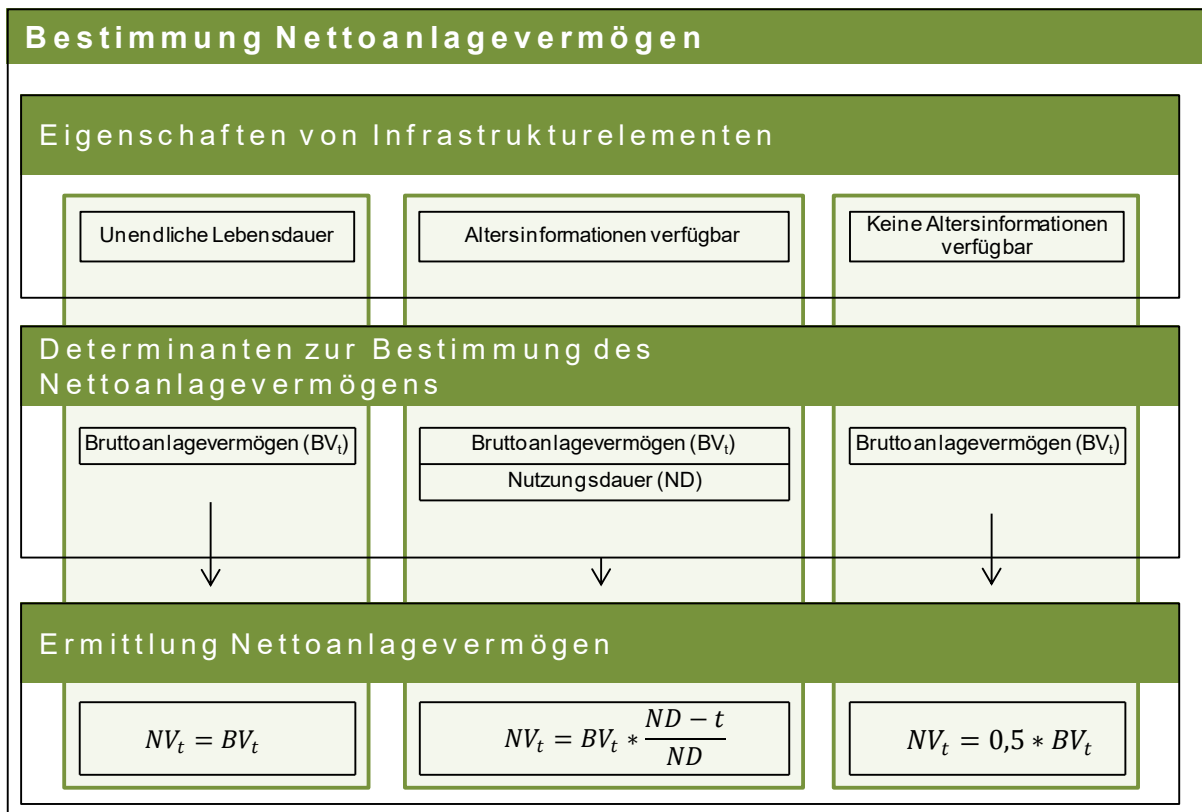 Bestimmung Nettoanlagevermögen
Eigenschaften von Infrastrukturelementen
Unendliche Lebensdauer
Altersinformationen verfügbar
Keine Altersinformationen
verfügbar
Determinanten zur Bestimmung des
Nettoanlagevermögens
Bruttoanlagevermögen (BVₜ)
Bruttoanlagevermögen (BVₜ)
Nutzungsdauer (ND)
Bruttoanlagevermögen (BVₜ)
Ermittlung Nettoanlagevermögen
NVₜ = BVₜ
NVₜ = BVₜ * (ND − t)/ND
NVₜ = 0,5 * BVₜ